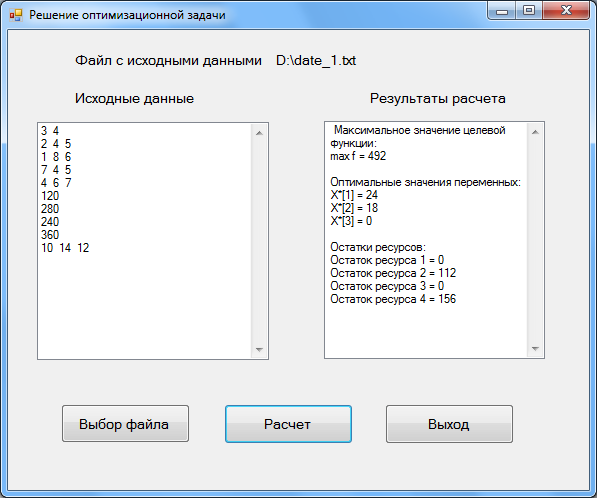 Решение оптимизационной задачи
Файл с исходными данными D:\date_1.txt
Исходные данные
Результаты расчета
3 4
2 4 5
1 8 6
7 4 5
4 6 7
120
280
240
360
10 14 12
Максимальное значение целевой
функции:
max f = 492
Оптимальные значения переменных:
X*[1] = 24
X*[2] = 18
X*[3] = 0
Остатки ресурсов:
Остаток ресурса 1 = 0
Остаток ресурса 2 = 112
Остаток ресурса 3 = 0
Остаток ресурса 4 = 156
Выбор файла
Расчет
Выход